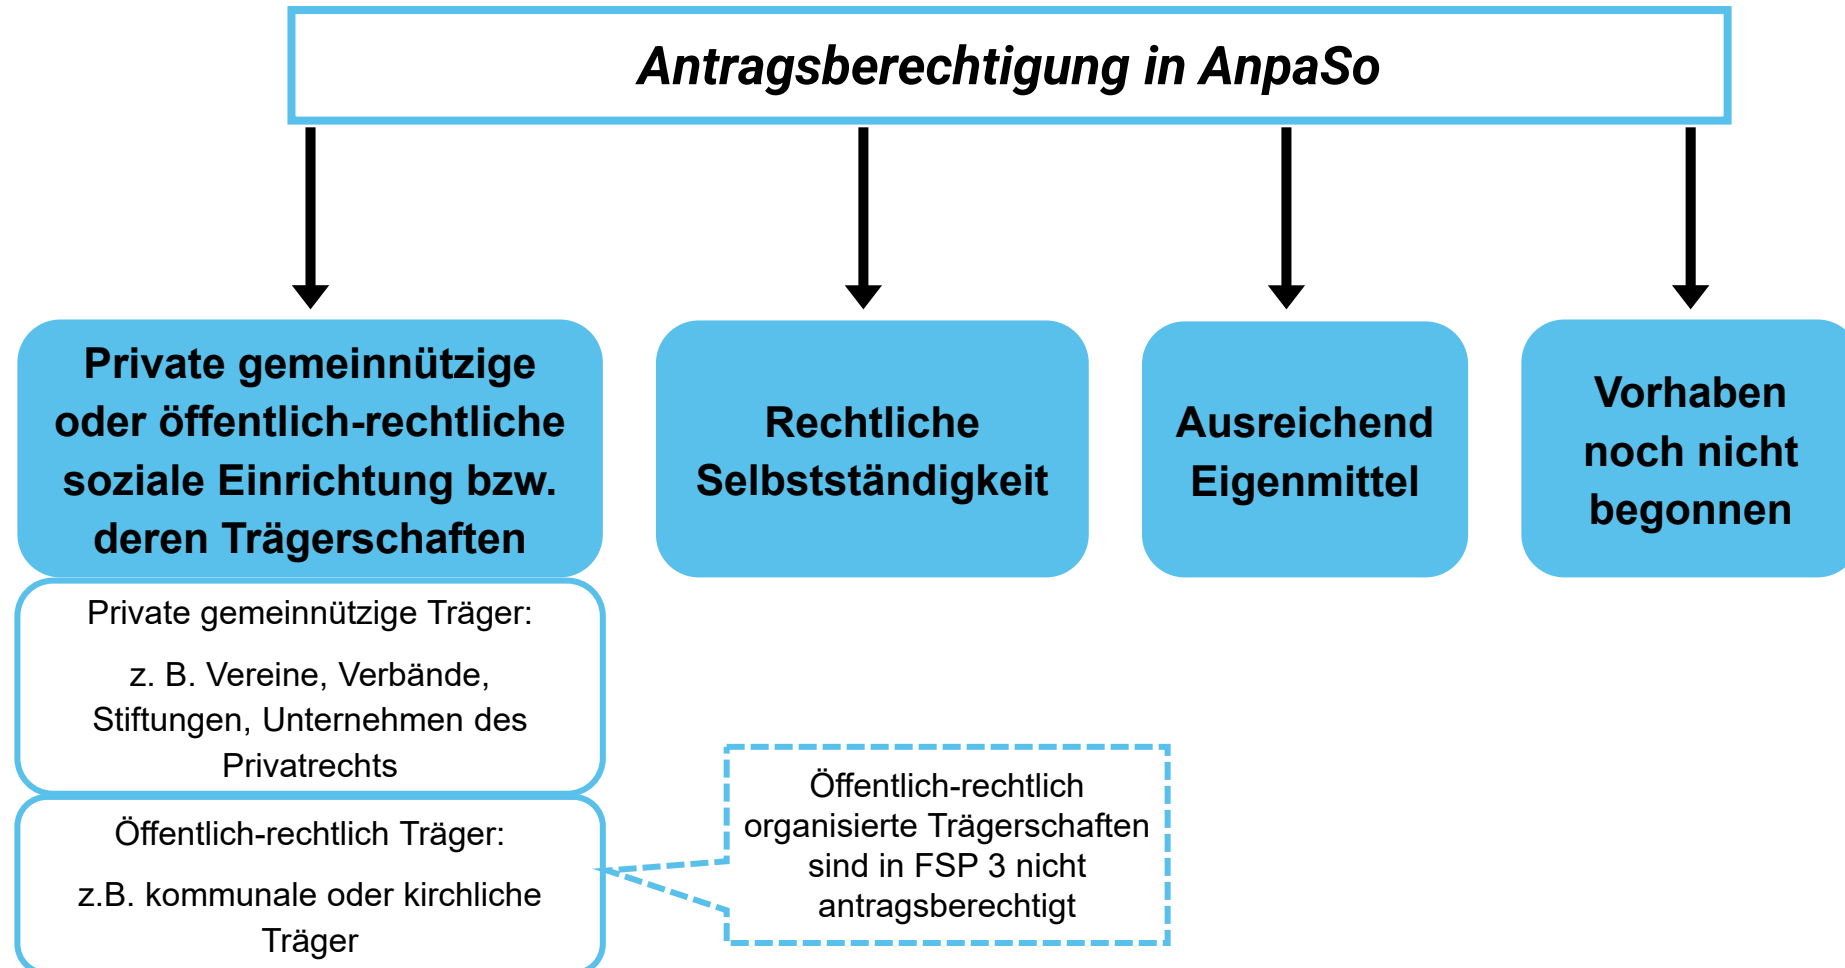 Antragsberechtigung in AnpaSo
Private gemeinnützige
oder öffentlich-rechtliche
soziale Einrichtung bzw.
deren Trägerschaften
Rechtliche
Selbstständigkeit
Ausreichend
Eigenmittel
Vorhaben
noch nicht
begonnen
Private gemeinnützige Träger:
z. B. Vereine, Verbände,
Stiftungen, Unternehmen des
Privatrechts
Öffentlich-rechtlich Träger:
z.B. kommunale oder kirchliche
Träger
Öffentlich-rechtlich
organisierte Trägerschaften
sind in FSP 3 nicht
antragsberechtigt